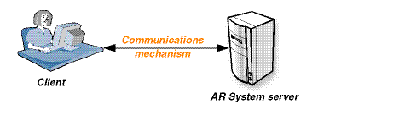 Communications
mechanism
Client
AR System server